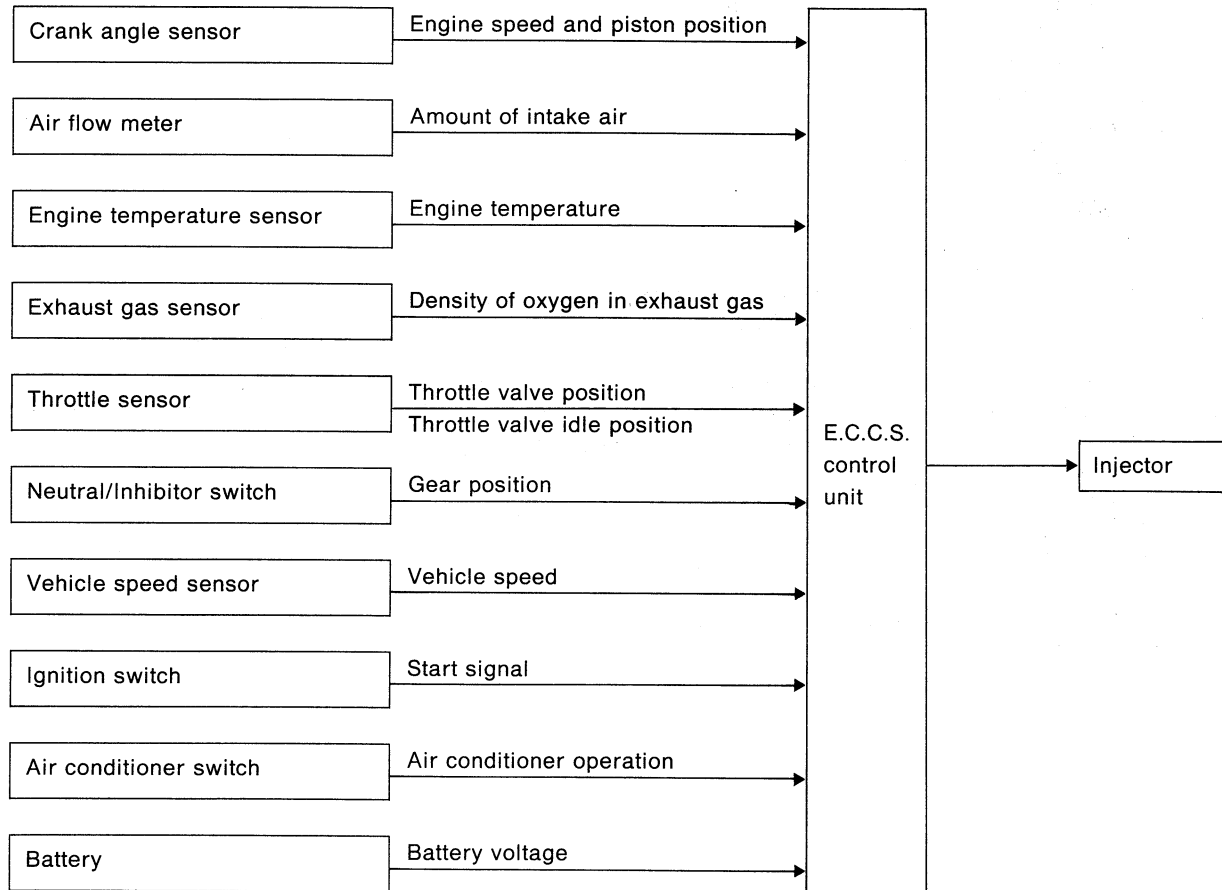 Crank angle sensor
Engine speed and piston position
Air flow meter
Amount of intake air
Engine temperature sensor
Engine temperature
Exhaust gas sensor
Density of oxygen in exhaust gas
Throttle sensor
Throttle valve position
Throttle valve idle position
Neutral/Inhibitor switch
Gear position
Vehicle speed sensor
Vehicle speed
Ignition switch
Start signal
Air conditioner switch
Air conditioner operation
Battery
Battery voltage
E.C.C.S.
control
unit
Injector